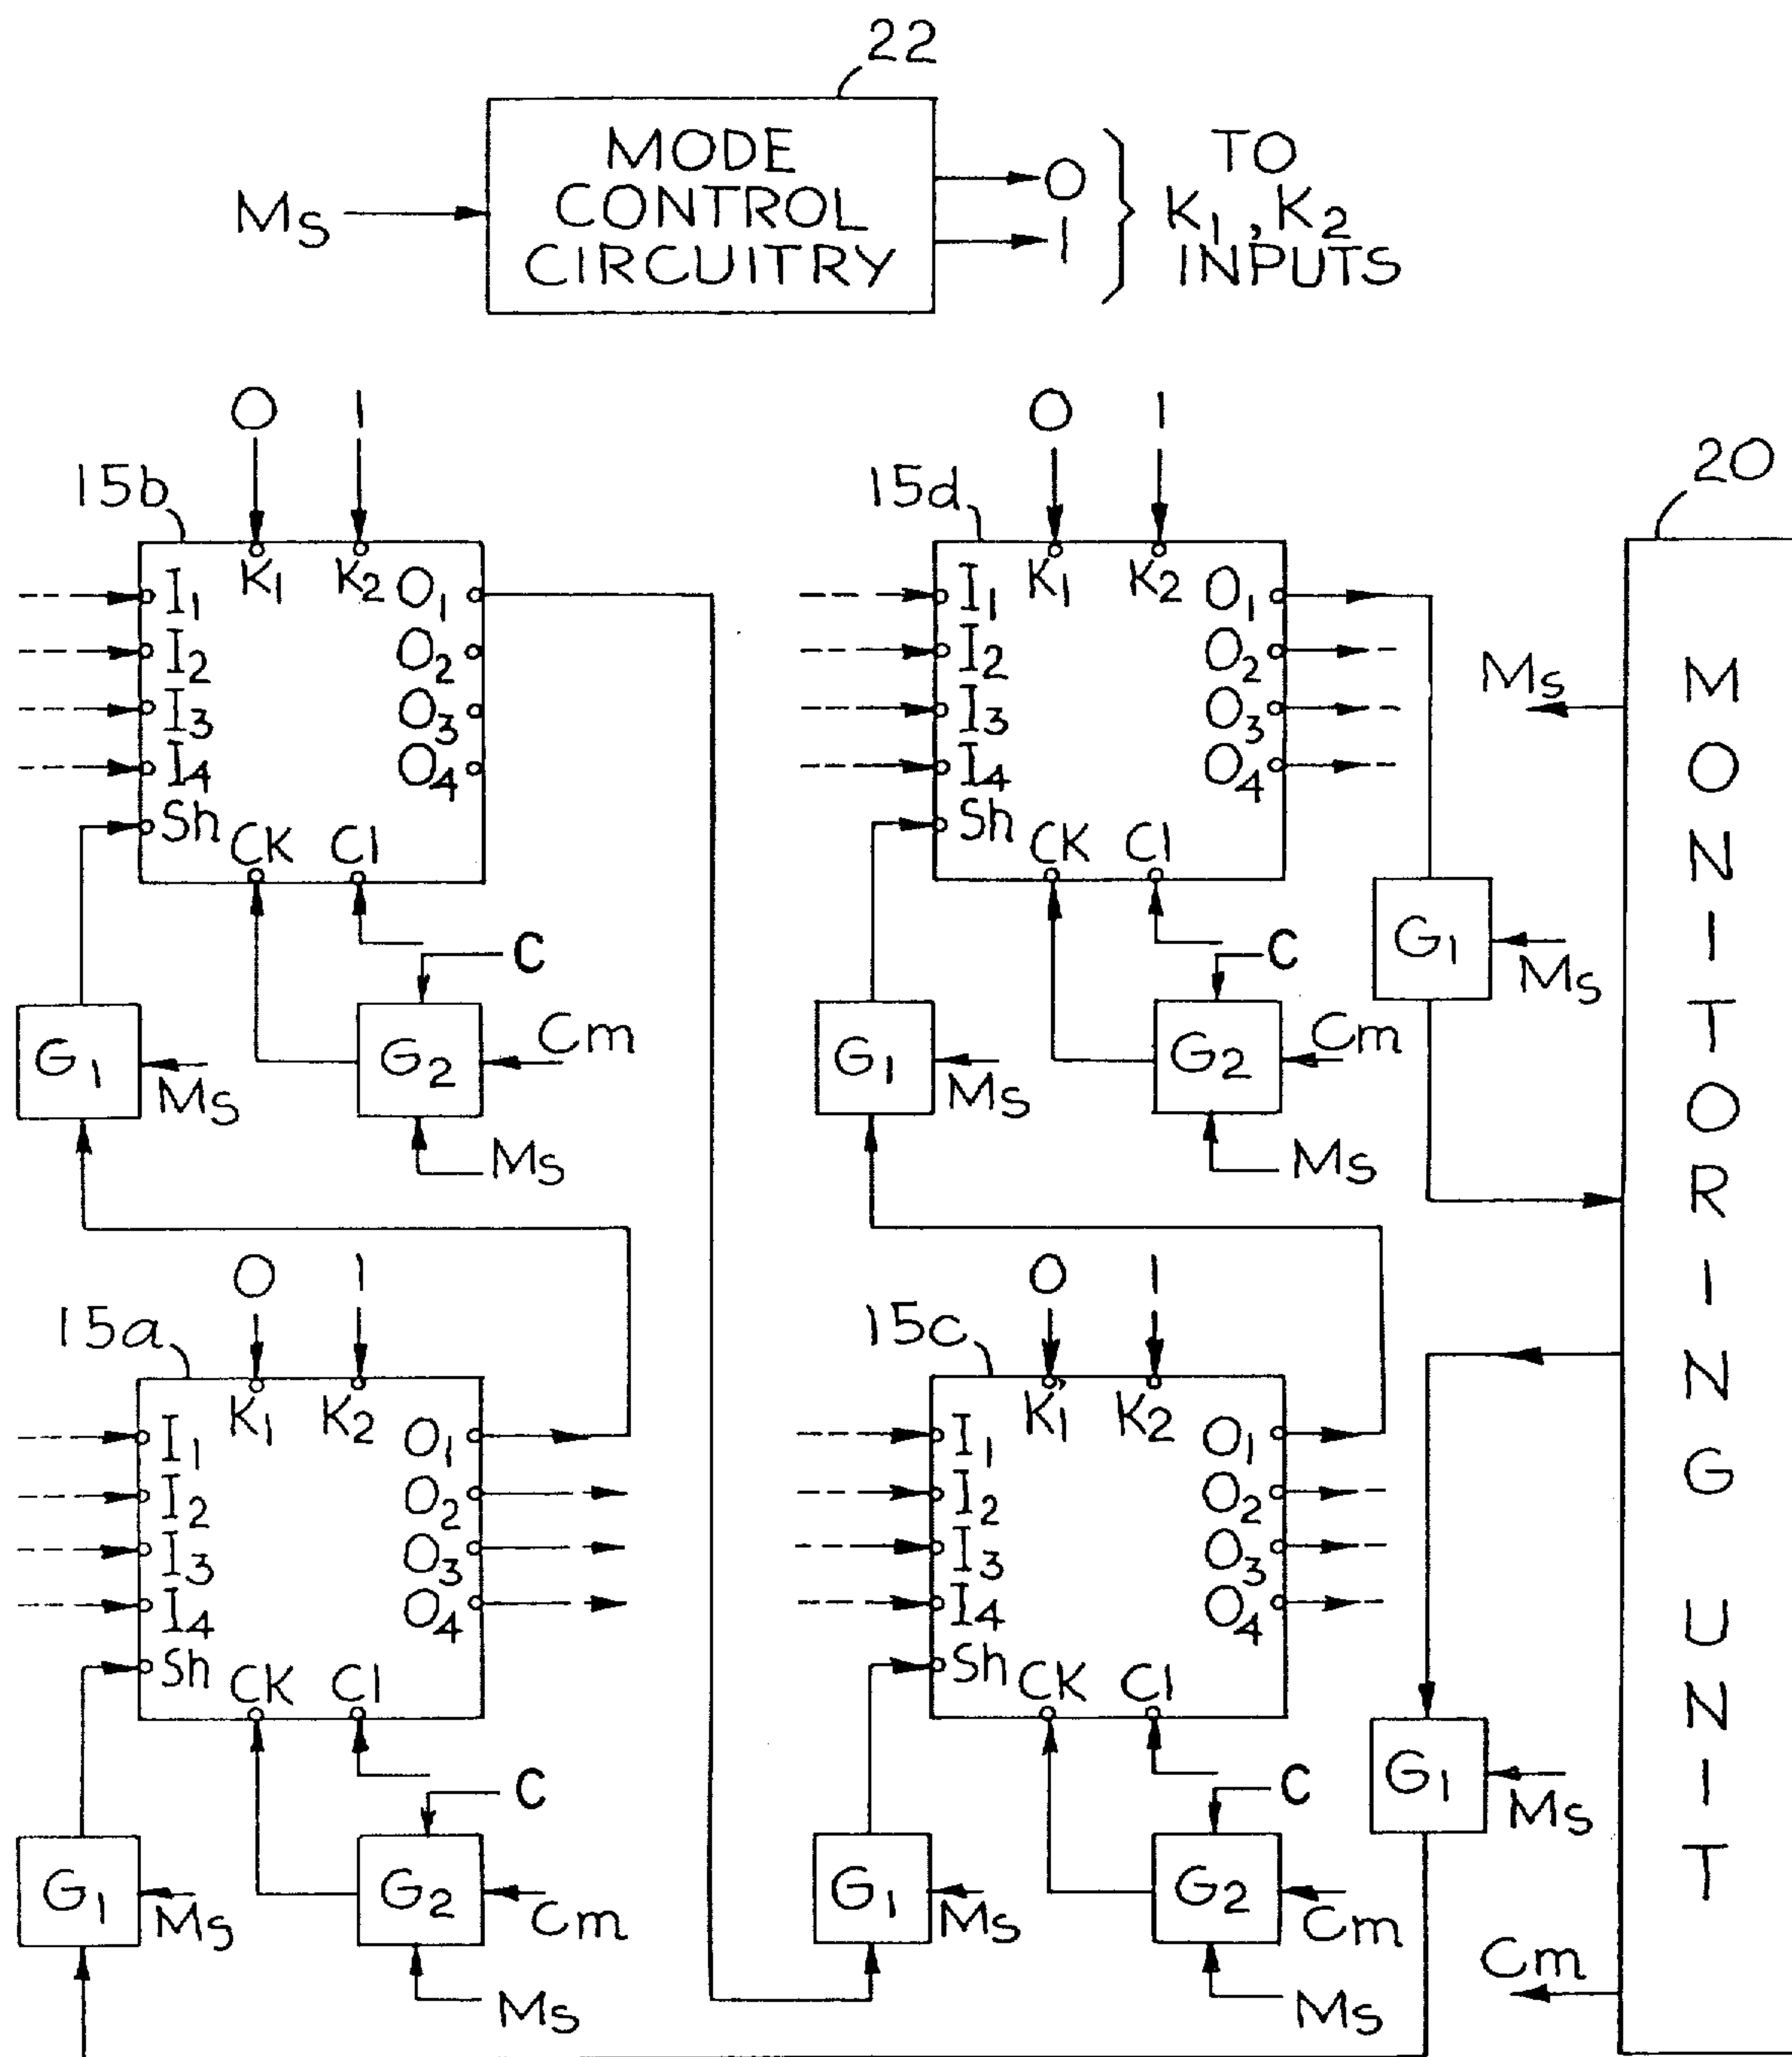 22
MODE
CONTROL
CIRCUITRY
Ms
0
1
TO
K1, K2
INPUTS
0 1
15b
K1 K2
I1 O1
I2 O2
I3 O3
I4 O4
Sh
CK Cl
C
G1
Ms
G2
Cm
Ms
0 1
15d
K1 K2
I1 O1
I2 O2
I3 O3
I4 O4
Sh
CK Cl
C
G1
Ms
G2
Cm
Ms
G1
Ms
20
Ms
MONITORING UNIT
0 1
15a
K1 K2
I1 O1
I2 O2
I3 O3
I4 O4
Sh
CK Cl
C
G1
Ms
G2
Cm
Ms
0 1
15c
K1 K2
I1 O1
I2 O2
I3 O3
I4 O4
Sh
CK Cl
C
G1
Ms
G2
Cm
Ms
G1
Ms
Cm